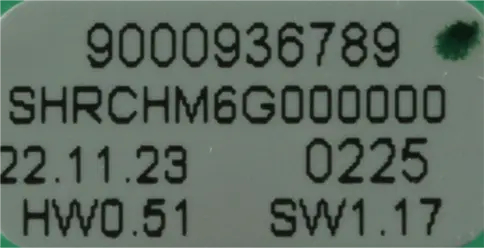 9000936789
SHRCHM6G000000
22.11.23 0225
HW0.51 SW1.17